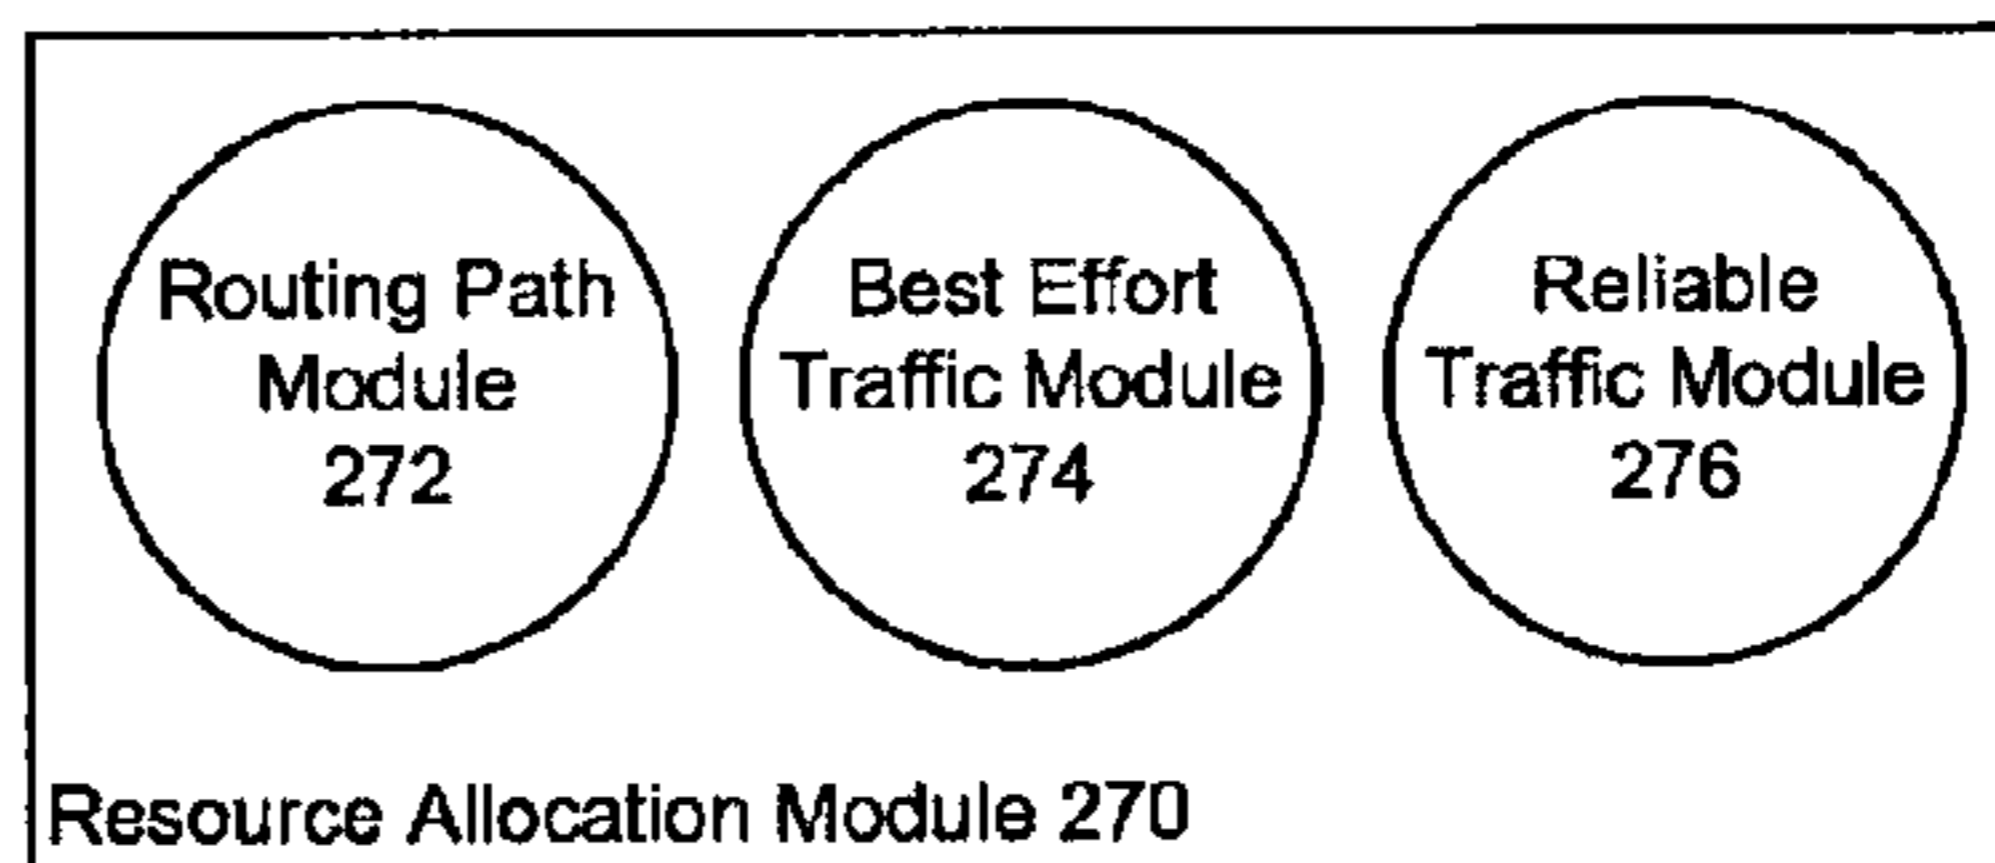 Routing Path
Module
272
Best Effort
Traffic Module
274
Reliable
Traffic Module
276
Resource Allocation Module 270